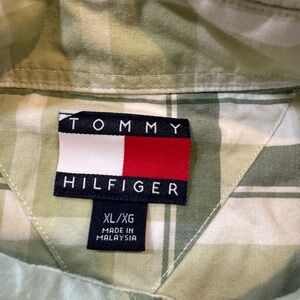 TOMMY
HILFIGER
XL/XG
MADE IN
MALAYSIA